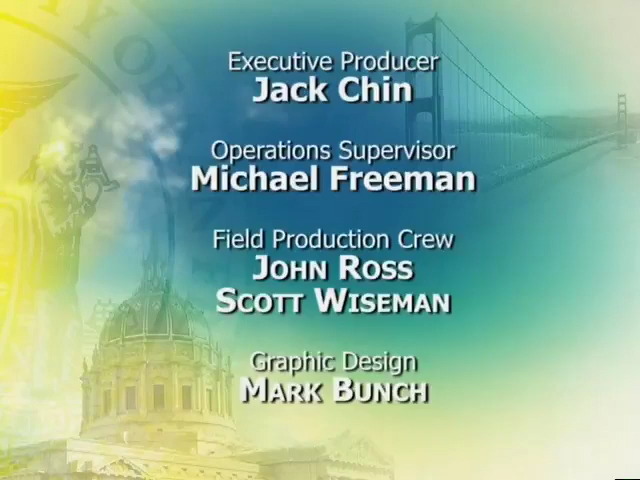 Executive Producer
Jack Chin
Operations Supervisor
Michael Freeman
Field Production Crew
John Ross
Scott Wiseman
Graphic Design
Mark Bunch